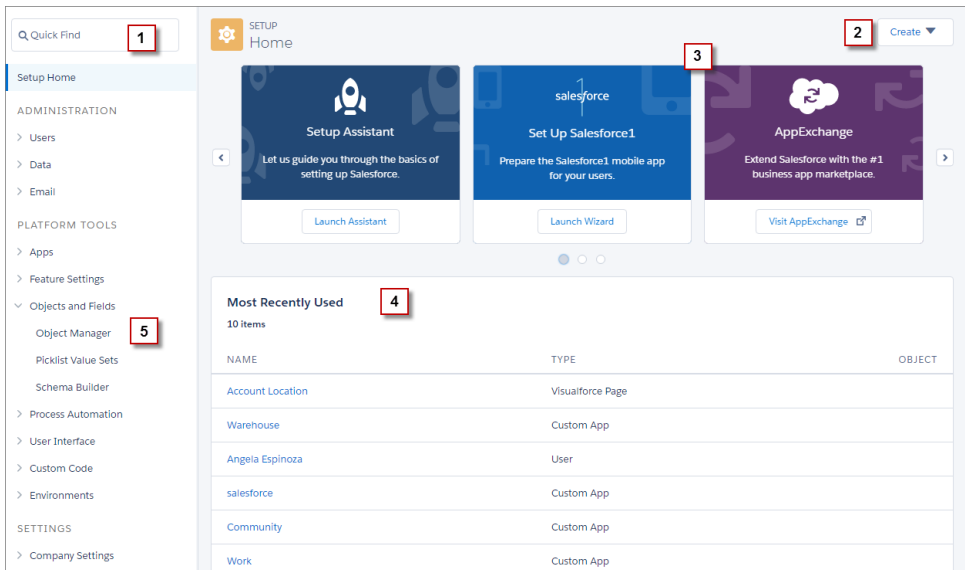 Quick Find
1
Setup Home
ADMINISTRATION
Users
Data
Email
PLATFORM TOOLS
Apps
Feature Settings
Objects and Fields
Object Manager
5
Picklist Value Sets
Schema Builder
Process Automation
User Interface
Custom Code
Environments
SETTINGS
Company Settings
SETUP
Home
2
Create
3
Setup Assistant
Let us guide you through the basics of
setting up Salesforce.
Launch Assistant
salesforce1
Set Up Salesforce1
Prepare the Salesforce1 mobile app
for your users.
Launch Wizard
AppExchange
Extend Salesforce with the #1
business app marketplace.
Visit AppExchange
Most Recently Used
4
10 items
NAME TYPE OBJECT
Account Location Visualforce Page
Warehouse Custom App
Angela Espinoza User
salesforce Custom App
Community Custom App
Work Custom App